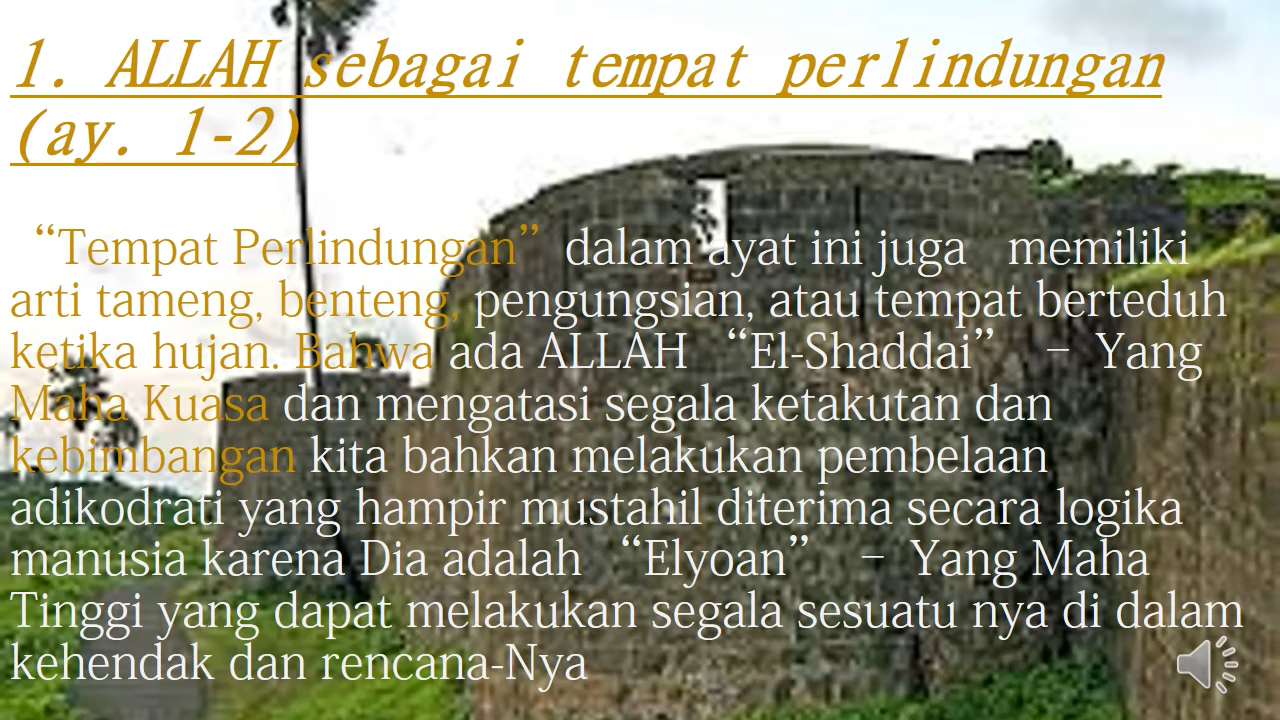 1. ALLAH sebagai tempat perlindungan
(ay. 1-2)
“Tempat Perlindungan” dalam ayat ini juga memiliki
arti tameng, benteng, pengungsian, atau tempat berteduh
ketika hujan. Bahwa ada ALLAH “El-Shaddai” – Yang
Maha Kuasa dan mengatasi segala ketakutan dan
kebimbangan kita bahkan melakukan pembelaan
adikodrati yang hampir mustahil diterima secara logika
manusia karena Dia adalah “Elyoan” – Yang Maha
Tinggi yang dapat melakukan segala sesuatu nya di dalam
kehendak dan rencana-Nya